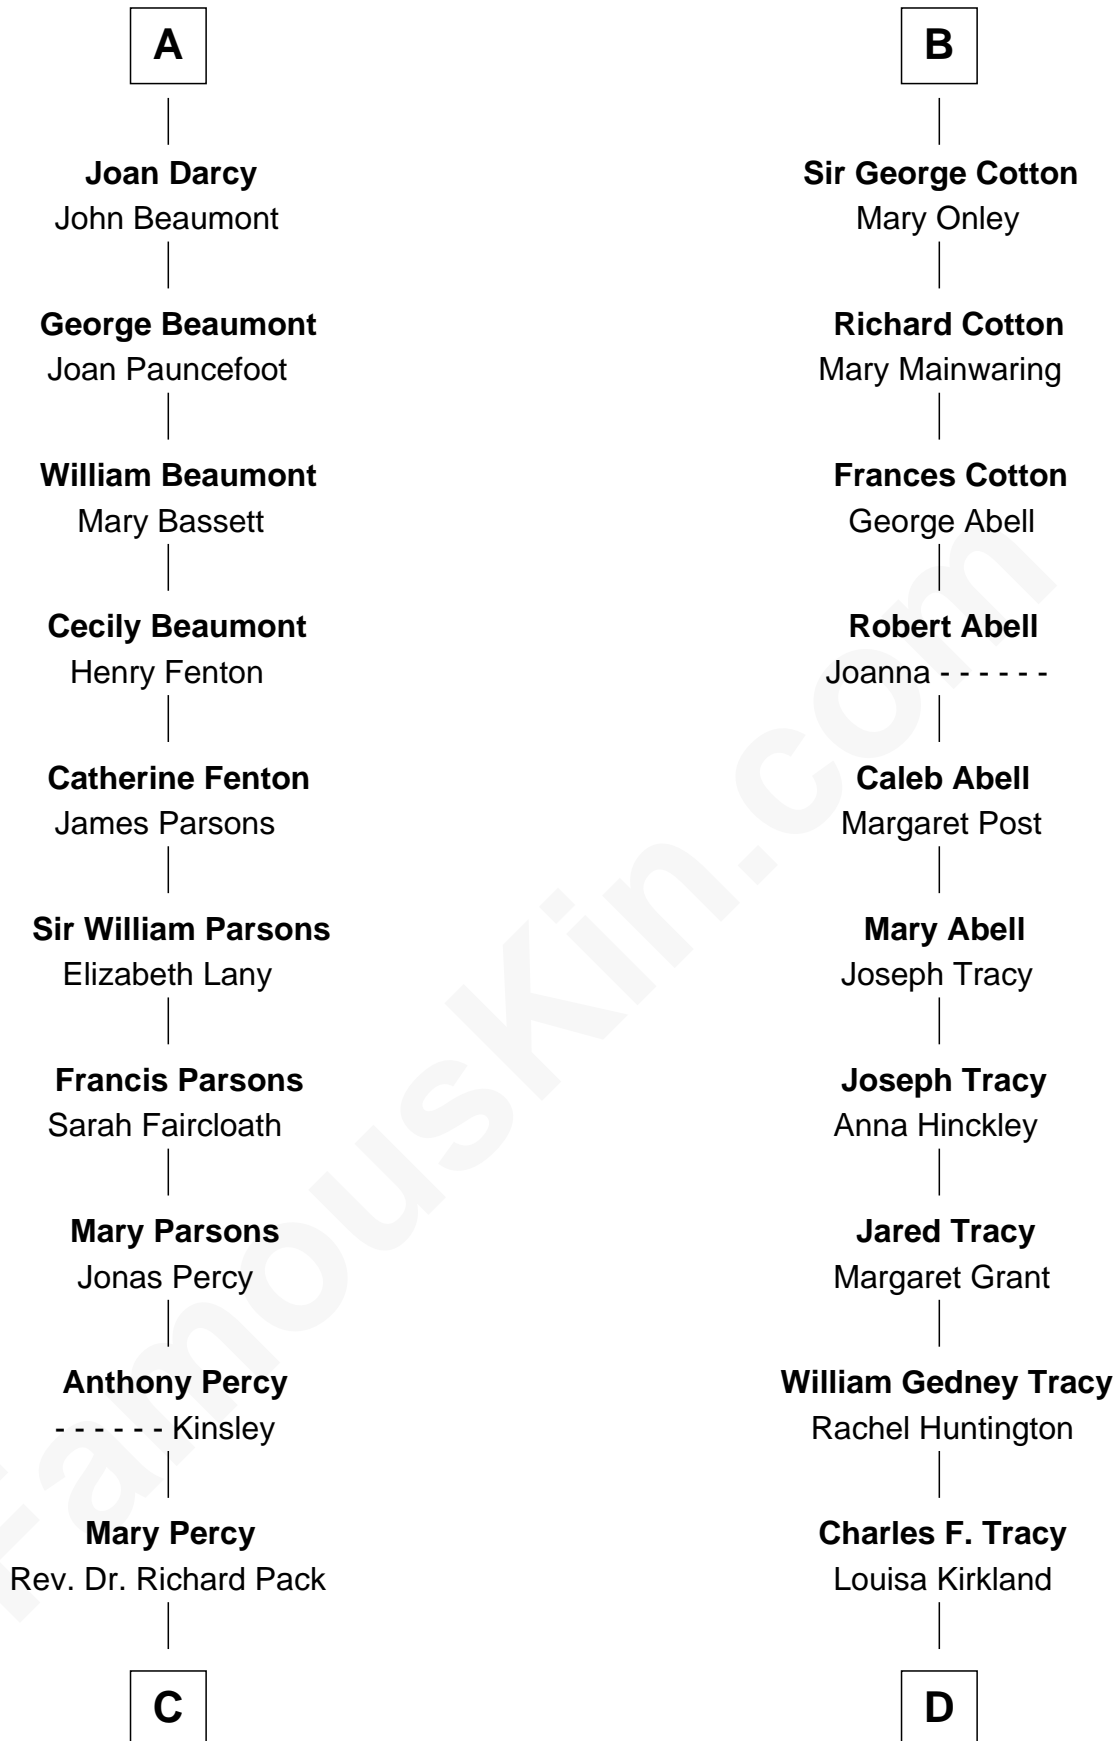 A
Joan Darcy
John Beaumont
George Beaumont
Joan Pauncefoot
William Beaumont
Mary Bassett
Cecily Beaumont
Henry Fenton
Catherine Fenton
James Parsons
Sir William Parsons
Elizabeth Lany
Francis Parsons
Sarah Faircloath
Mary Parsons
Jonas Percy
Anthony Percy
- - - - - - Kinsley
Mary Percy
Rev. Dr. Richard Pack
C
B
Sir George Cotton
Mary Onley
Richard Cotton
Mary Mainwaring
Frances Cotton
George Abell
Robert Abell
Joanna - - - - - -
Caleb Abell
Margaret Post
Mary Abell
Joseph Tracy
Joseph Tracy
Anna Hinckley
Jared Tracy
Margaret Grant
William Gedney Tracy
Rachel Huntington
Charles F. Tracy
Louisa Kirkland
D
FamousKin.com